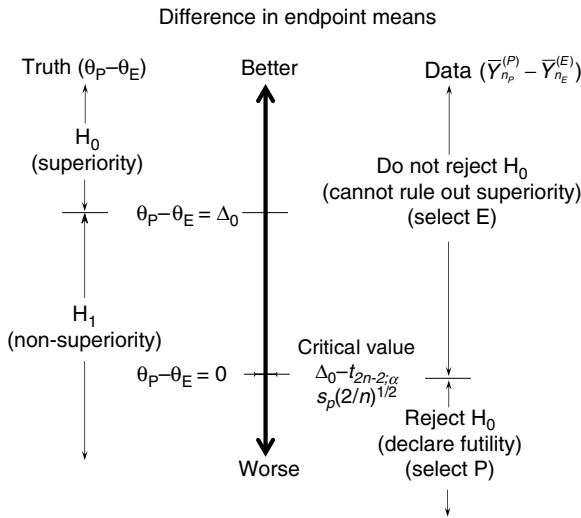 Difference in endpoint means
Truth (θP–θE)
Better
Data (Ȳ(P)nP – Ȳ(E)nE)
H0
(superiority)
θP–θE = Δ0
Do not reject H0
(cannot rule out superiority)
(select E)
H1
(non-superiority)
θP–θE = 0
Critical value
Δ0–t2n-2;α
sp(2/n)1/2
Reject H0
(declare futility)
(select P)
Worse